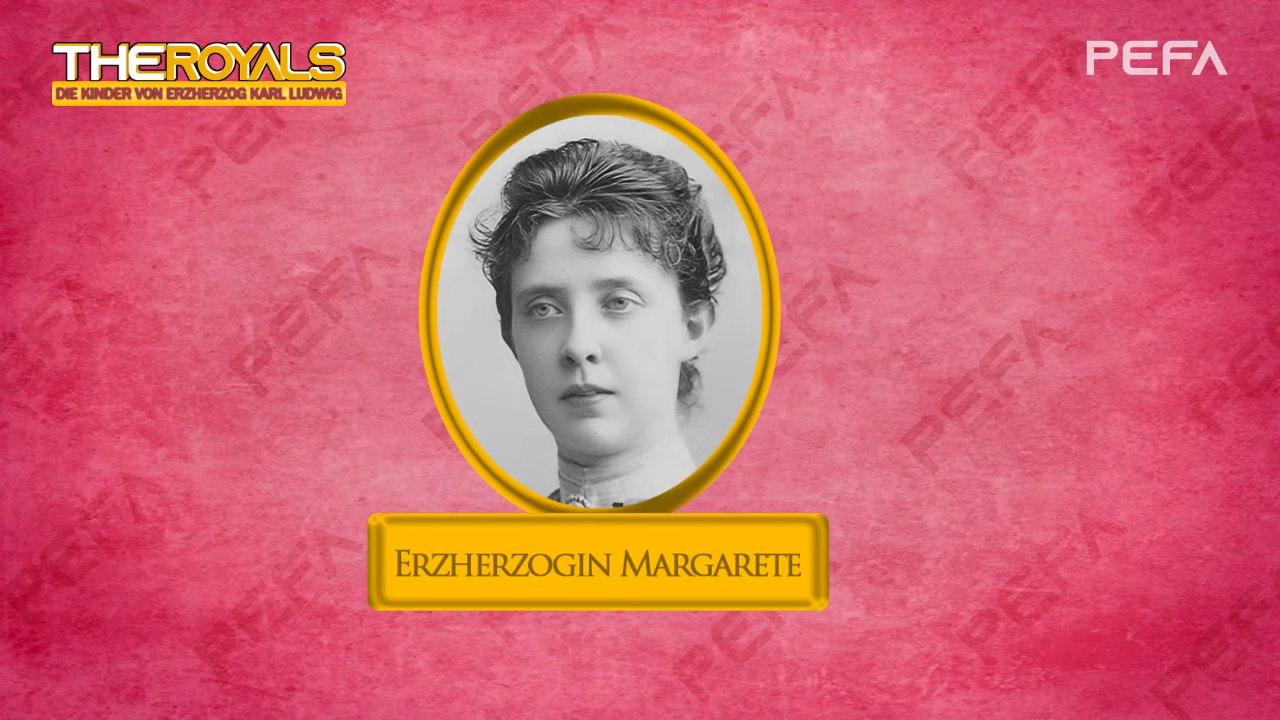 THEROYALS
DIE KINDER VON ERZHERZOG KARL LUDWIG
PEFA
ERZHERZOGIN MARGARETE